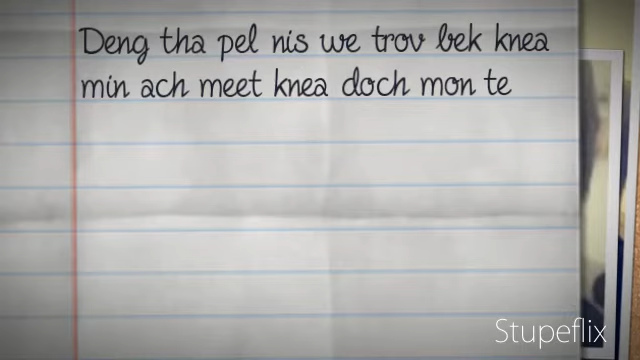 Deng tha pel nis we trov bek knea
min ach meet knea doch mon te
Stupeflix